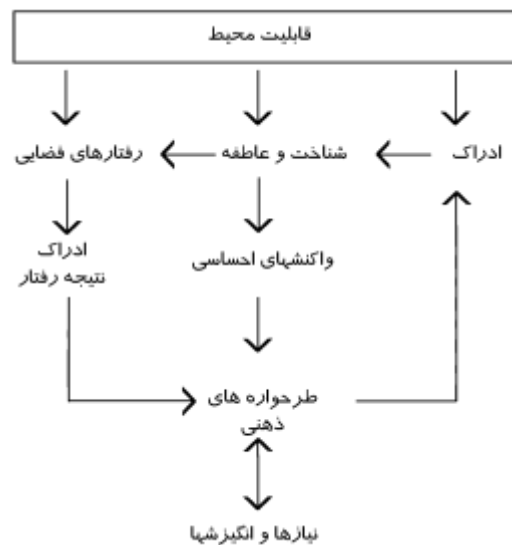 قابلیت محیط
ادراک
شناخت و عاطفه
رفتارهای فضایی
ادراک
نتیجه رفتار
واکنشهای احساسی
طرحواره های
ذهنی
نیازها و انگیزشها